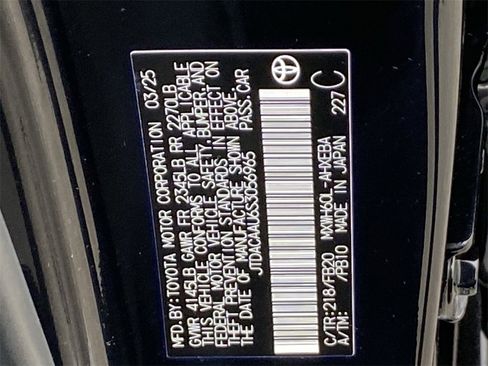 MFD.BY:TOYOTA MOTOR CORPORATION 03/25
GVWR 4145LB GAWR FR 2345LB RR 2270LB
THIS VEHICLE CONFORMS TO ALL APPLICABLE
FEDERAL MOTOR VEHICLE SAFETY,BUMPER,AND
THEFT PREVENTION STANDARDS IN EFFECT ON
THE DATE OF MANUFACTURE SHOWN ABOVE.
JTDACAAU6S3056965 PASS.CAR
C/TR:218/FB20 MXWH60L-AHXEBA
A/TM: /PB10 MADE IN JAPAN
227 C